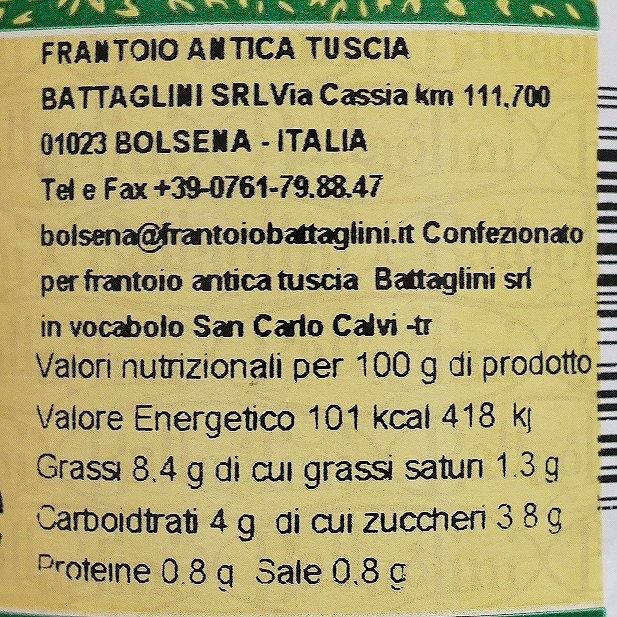 FRANTOIO ANTICA TUSCIA
BATTAGLINI SRLVia Cassia km 111,700
01023 BOLSENA - ITALIA
Tel e Fax +39-0761-79.88.47
bolsena@frantoiobattaglini.it Confezionato
per frantoio antica tuscia Battaglini srl
in vocabolo San Carlo Calvi -tr
Valori nutrizionali per 100 g di prodotto
Valore Energetico 101 kcal 418 kj
Grassi 8.4 g di cui grassi saturi 1.3 g
Carboidtrati 4 g di cui zuccheri 3 8 g
Proteine 0.8 g Sale 0,8 g